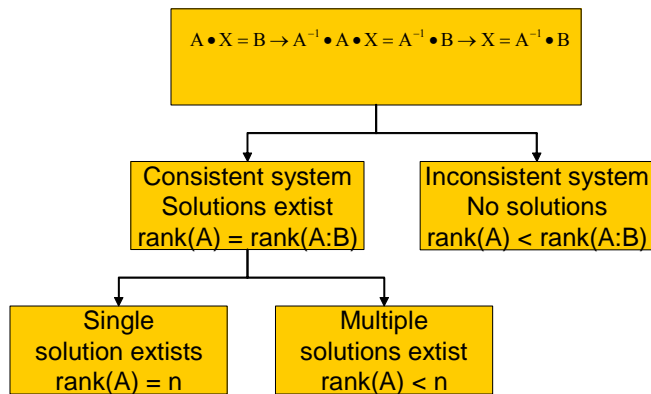 A • X = B → A⁻¹ • A • X = A⁻¹ • B → X = A⁻¹ • B
Consistent system
Solutions extist
rank(A) = rank(A:B)
Inconsistent system
No solutions
rank(A) < rank(A:B)
Single
solution extists
rank(A) = n
Multiple
solutions extist
rank(A) < n